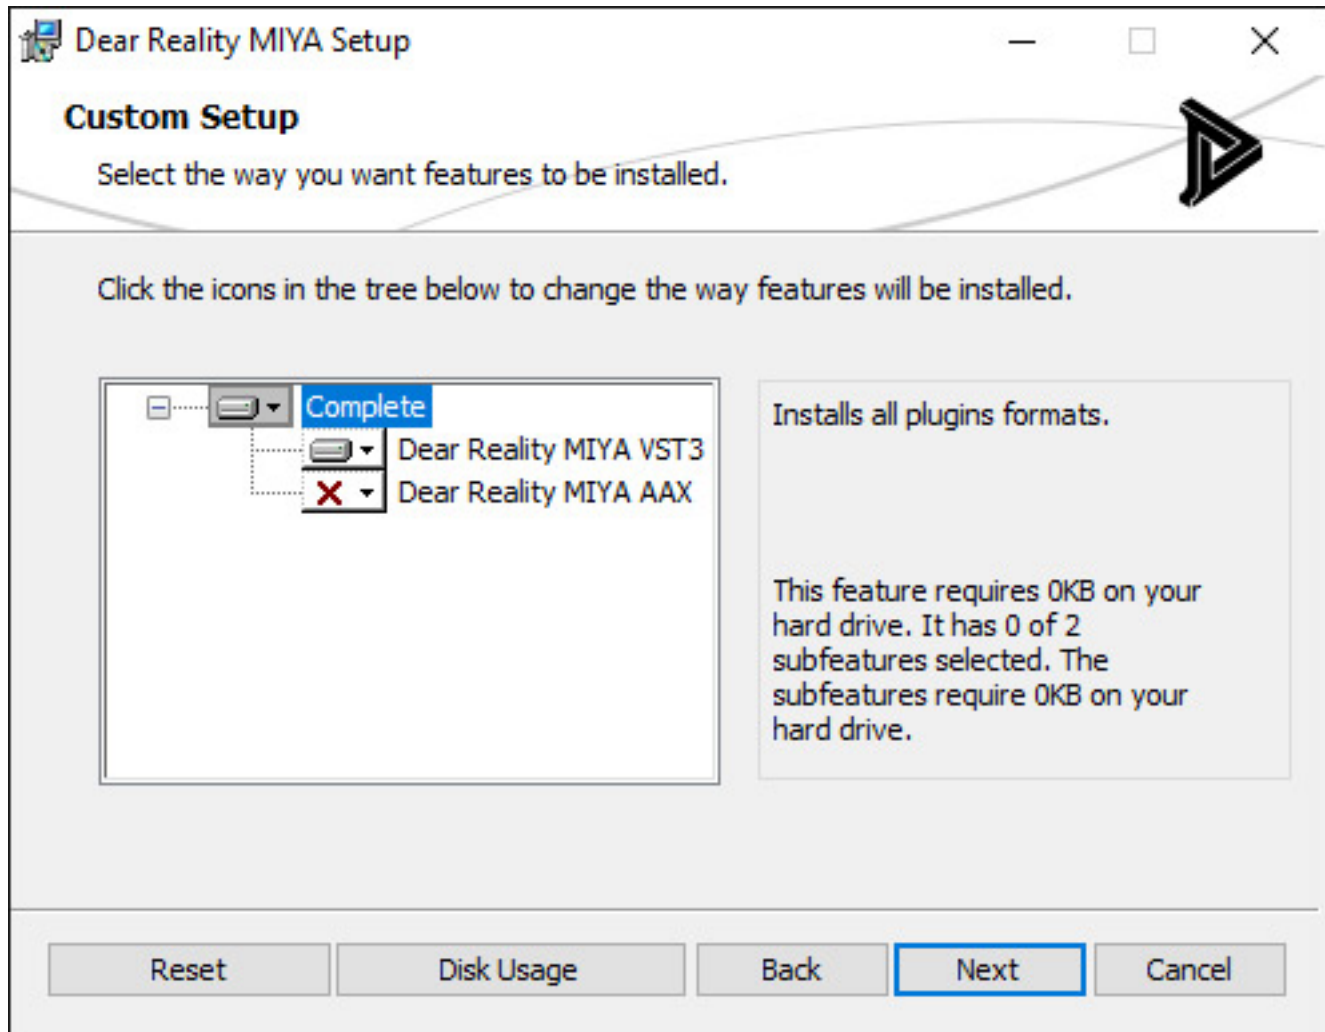 Dear Reality MIYA Setup
Custom Setup
Select the way you want features to be installed.
Click the icons in the tree below to change the way features will be installed.
Complete
Dear Reality MIYA VST3
Dear Reality MIYA AAX
Installs all plugins formats.
This feature requires 0KB on your
hard drive. It has 0 of 2
subfeatures selected. The
subfeatures require 0KB on your
hard drive.
Reset
Disk Usage
Back
Next
Cancel